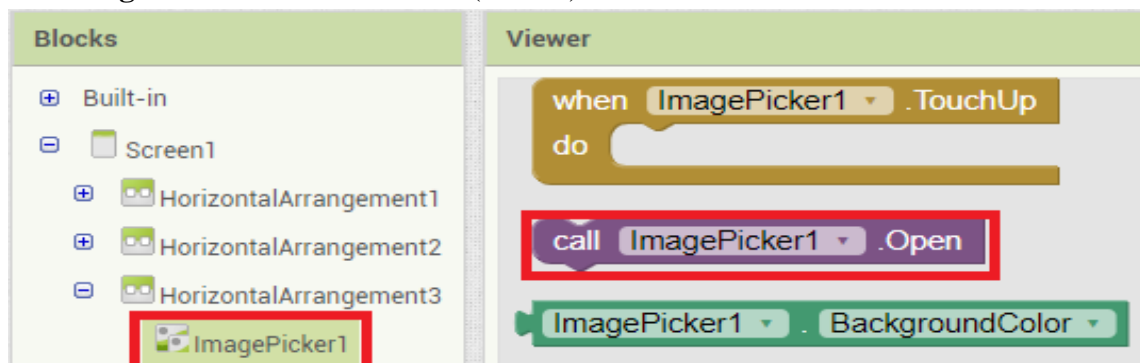 Blocks
Built-in
Screen1
HorizontalArrangement1
HorizontalArrangement2
HorizontalArrangement3
ImagePicker1
Viewer
when ImagePicker1 .TouchUp
do
call ImagePicker1 .Open
ImagePicker1 . BackgroundColor